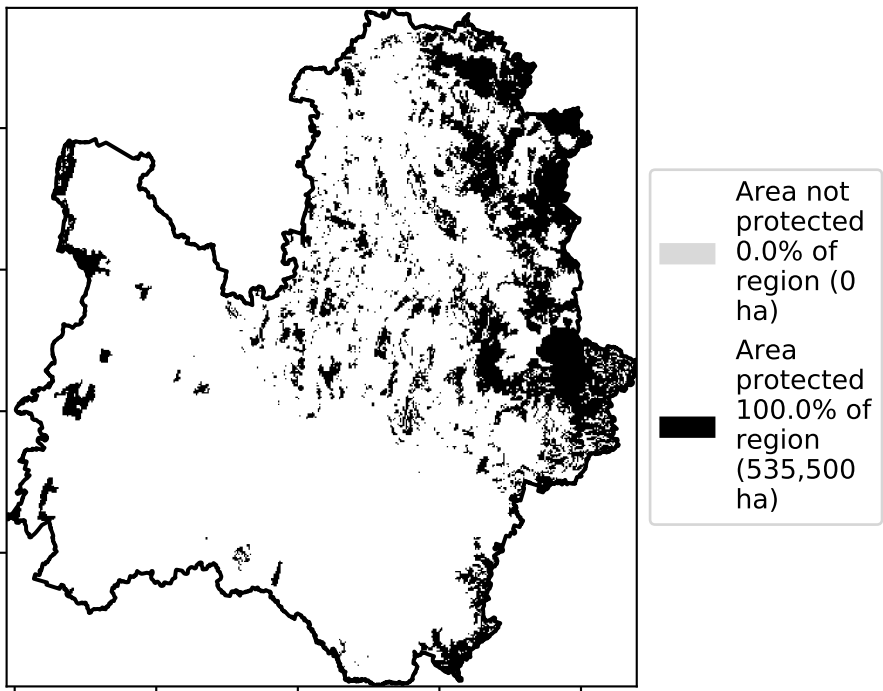 Area not
protected
0.0% of
region (0
ha)
Area
protected
100.0% of
region
(535,500
ha)